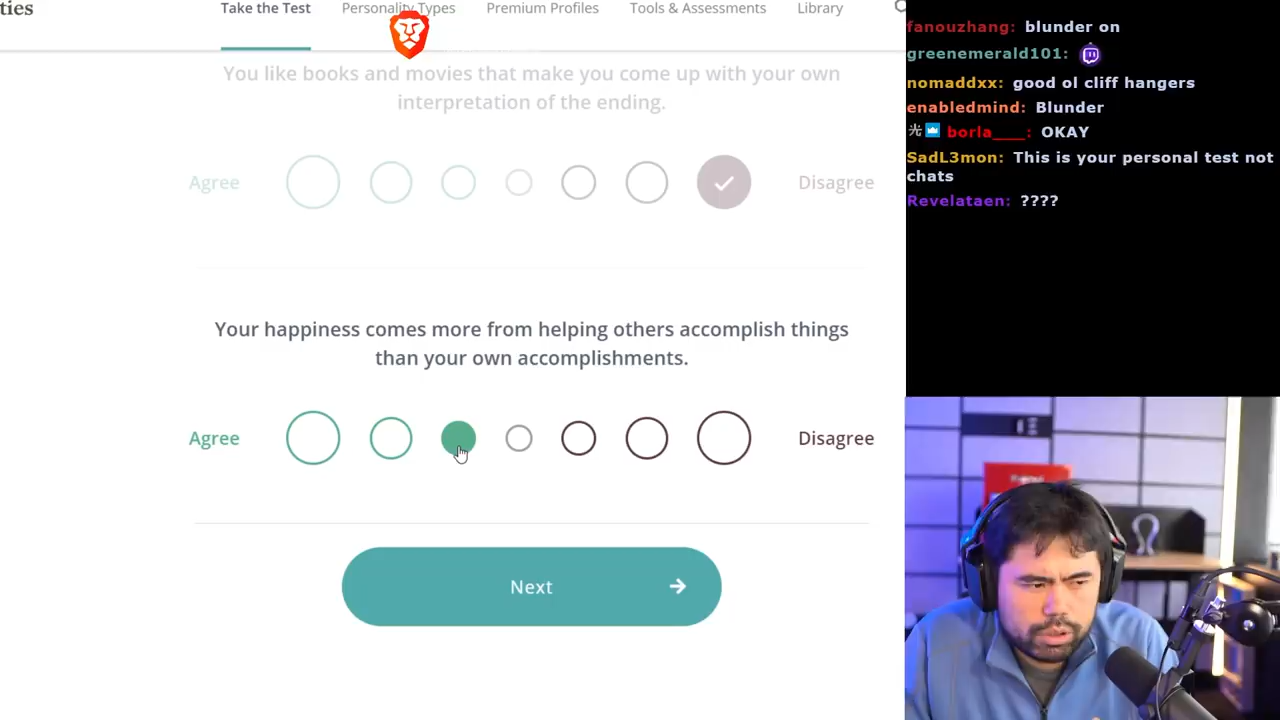 ties
Take the Test
Personality Types
Premium Profiles
Tools & Assessments
Library
You like books and movies that make you come up with your own
interpretation of the ending.
Agree
Disagree
Your happiness comes more from helping others accomplish things
than your own accomplishments.
Agree
Disagree
Next
fanouzhang: blunder on
greenemerald101:
nomaddxx: good ol cliff hangers
enabledmind: Blunder
光 borla____: OKAY
SadL3mon: This is your personal test not
chats
Revelataen: ????